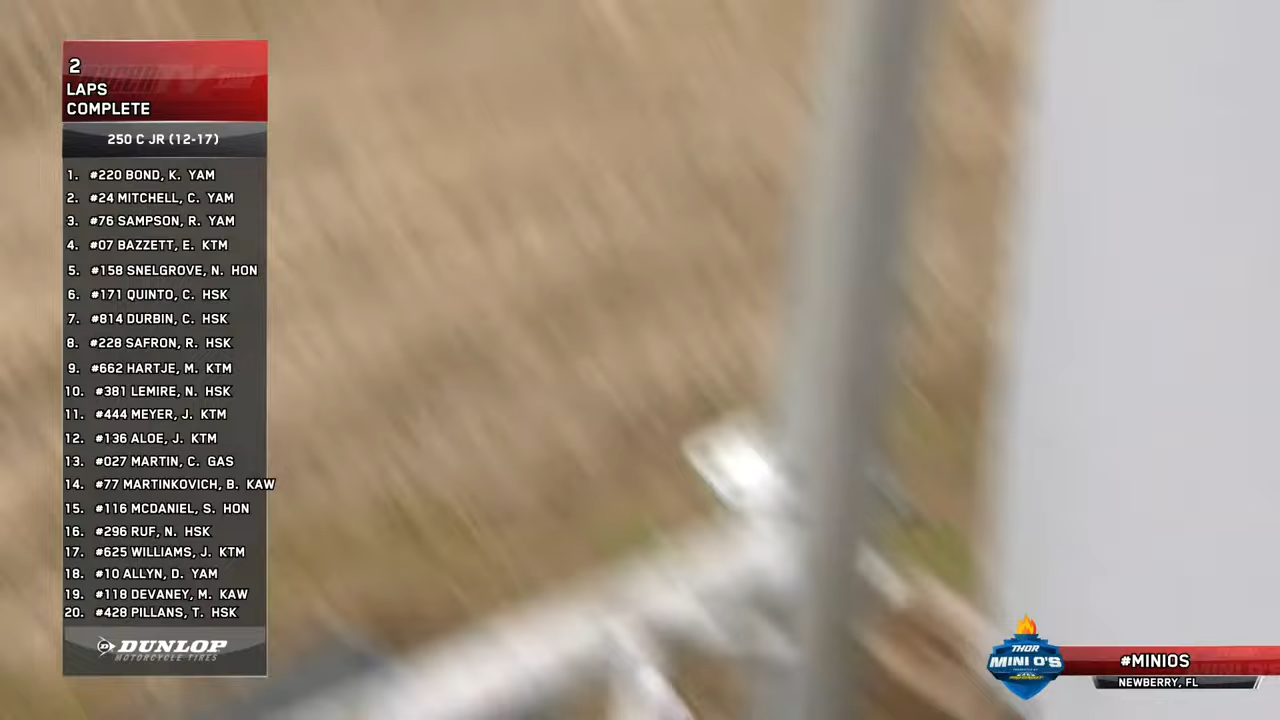 2
LAPS
COMPLETE
250 C JR (12-17)
1. #220 BOND, K. YAM
2. #24 MITCHELL, C. YAM
3. #76 SAMPSON, R. YAM
4. #07 BAZZETT, E. KTM
5. #158 SNELGROVE, N. HON
6. #171 QUINTO, C. HSK
7. #814 DURBIN, C. HSK
8. #228 SAFRON, R. HSK
9. #662 HARTJE, M. KTM
10. #381 LEMIRE, N. HSK
11. #444 MEYER, J. KTM
12. #136 ALOE, J. KTM
13. #027 MARTIN, C. GAS
14. #77 MARTINKOVICH, B. KAW
15. #116 MCDANIEL, S. HON
16. #296 RUF, N. HSK
17. #625 WILLIAMS, J. KTM
18. #10 ALLYN, D. YAM
19. #118 DEVANEY, M. KAW
20. #428 PILLANS, T. HSK
DUNLOP
MOTORCYCLE TIRES
THOR
MINI O'S
#MINIOS
NEWBERRY, FL